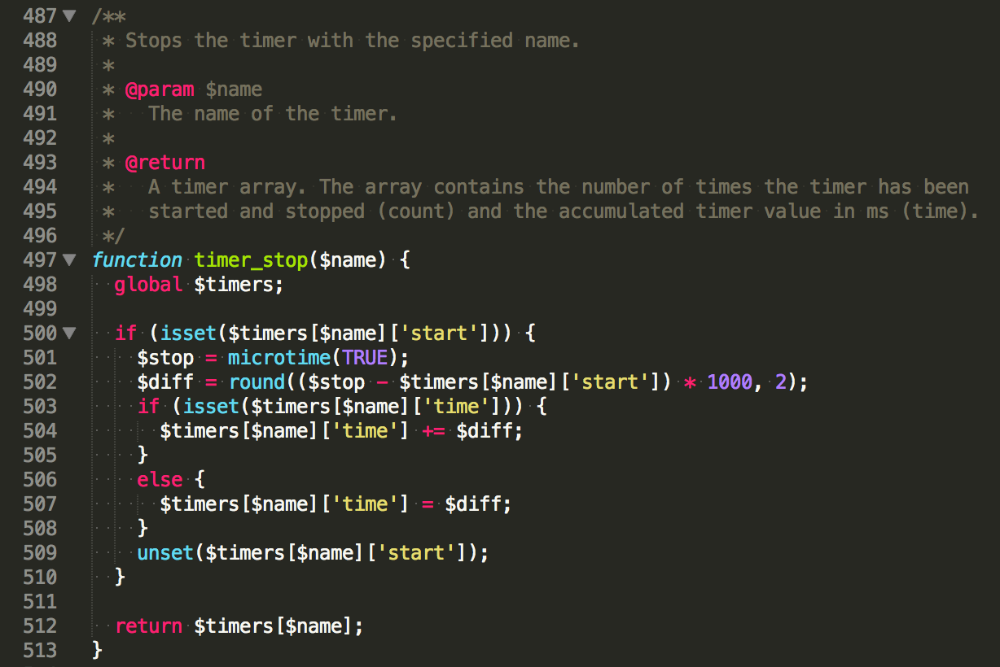 487 /**
488  * Stops the timer with the specified name.
489  *
490  * @param $name
491  *   The name of the timer.
492  *
493  * @return
494  *   A timer array. The array contains the number of times the timer has been
495  *   started and stopped (count) and the accumulated timer value in ms (time).
496  */
497 function timer_stop($name) {
498   global $timers;
499
500   if (isset($timers[$name]['start'])) {
501     $stop = microtime(TRUE);
502     $diff = round(($stop - $timers[$name]['start']) * 1000, 2);
503     if (isset($timers[$name]['time'])) {
504       $timers[$name]['time'] += $diff;
505     }
506     else {
507       $timers[$name]['time'] = $diff;
508     }
509     unset($timers[$name]['start']);
510   }
511
512   return $timers[$name];
513 }